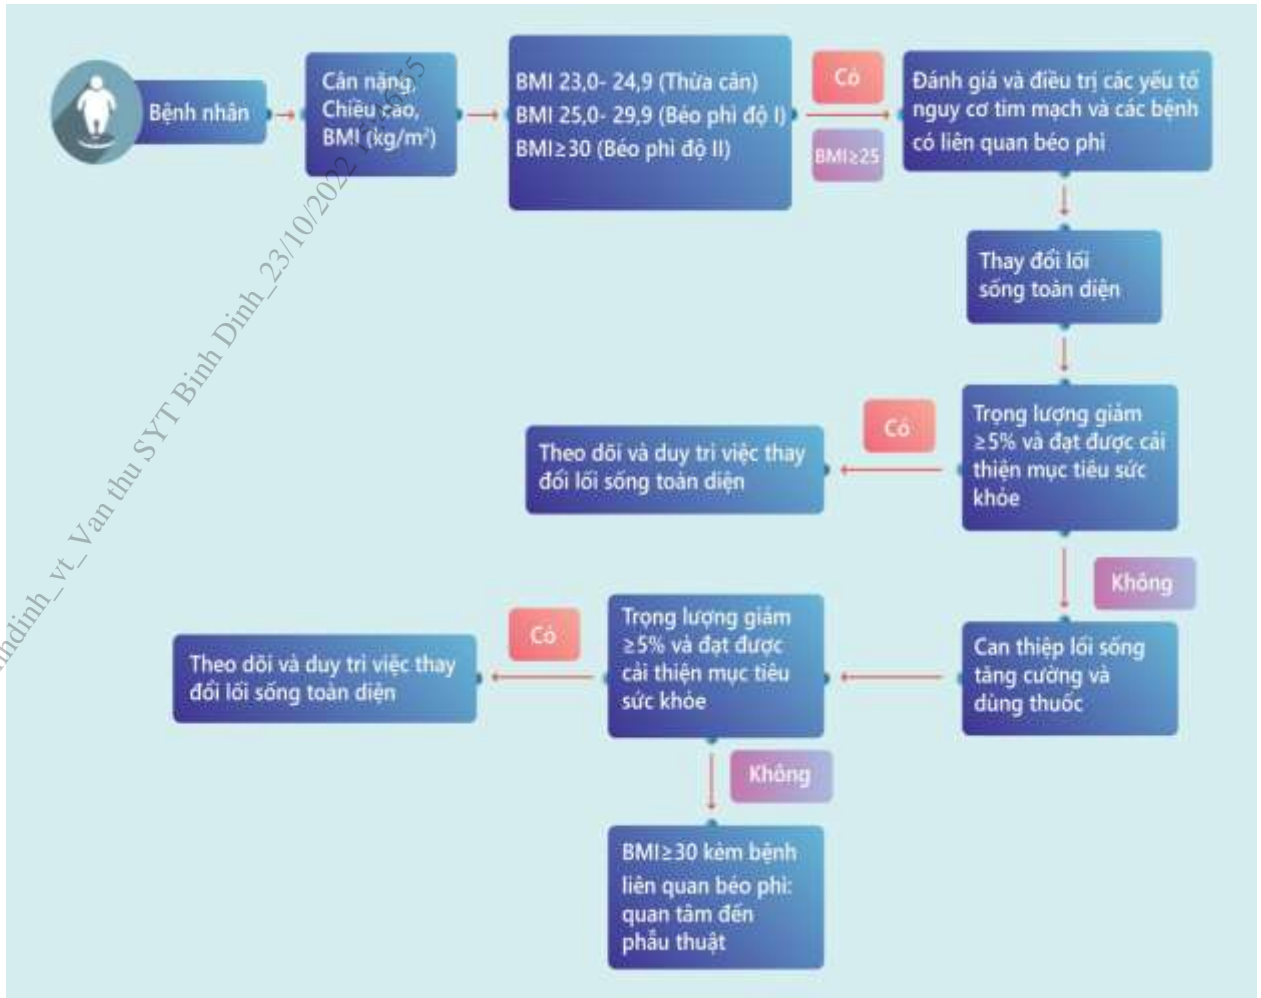 Bệnh nhân
Cân nặng,
Chiều cao,
BMI (kg/m²)
BMI 23,0- 24,9 (Thừa cân)
BMI 25,0- 29,9 (Béo phì độ I)
BMI≥30 (Béo phì độ II)
Có
BMI≥25
Đánh giá và điều trị các yếu tố
nguy cơ tim mạch và các bệnh
có liên quan béo phì
Thay đổi lối
sống toàn diện
Trọng lượng giảm
≥5% và đạt được cải
thiện mục tiêu sức
khỏe
Có
Theo dõi và duy trì việc thay
đổi lối sống toàn diện
Không
Can thiệp lối sống
tăng cường và
dùng thuốc
Trọng lượng giảm
≥5% và đạt được
cải thiện mục tiêu
sức khỏe
Có
Theo dõi và duy trì việc thay
đổi lối sống toàn diện
Không
BMI≥30 kèm bệnh
liên quan béo phì:
quan tâm đến
phẫu thuật
indinh_vt_Van thu SYT Binh Dinh_23/10/2022